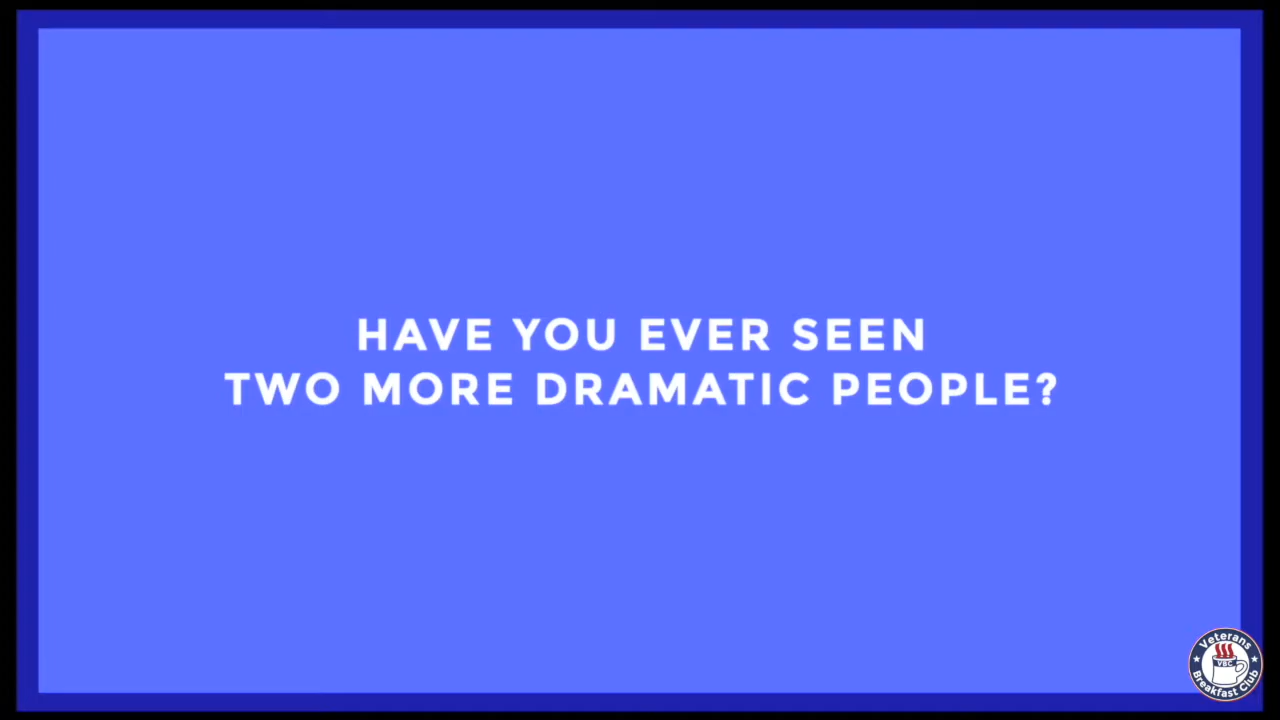 HAVE YOU EVER SEEN
TWO MORE DRAMATIC PEOPLE?
Veterans
VBC
Breakfast Club